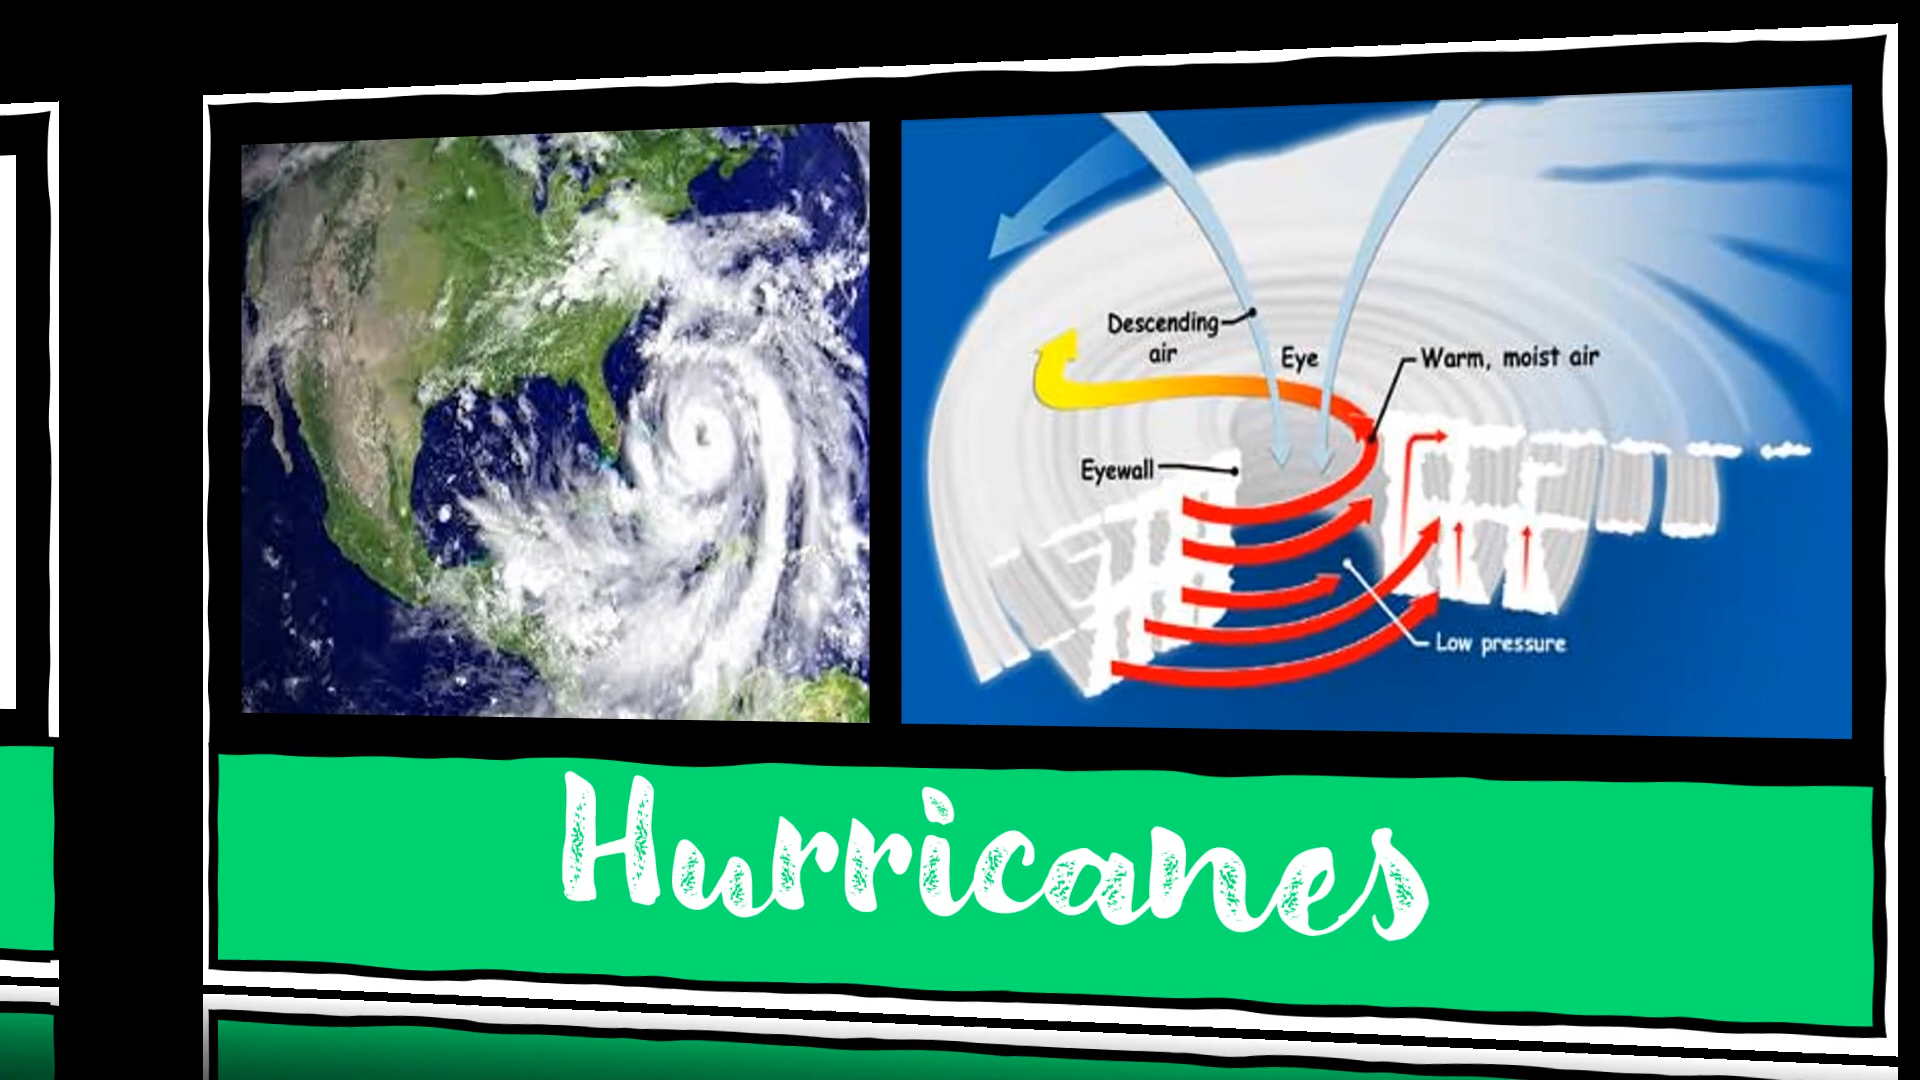 Descending
air
Eye
Warm, moist air
Eyewall
Low pressure
Hurricanes